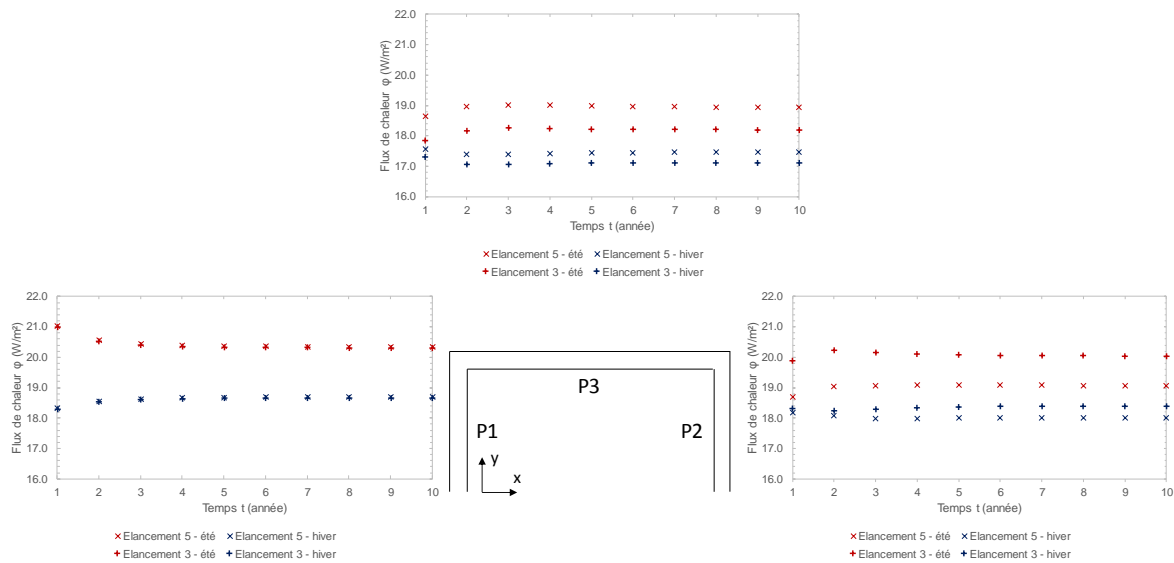 Flux de chaleur φ (W/m²)
22.0
21.0
20.0
19.0
18.0
17.0
16.0
1 2 3 4 5 6 7 8 9 10
Temps t (année)
Elancement 5 - été Elancement 5 - hiver
Elancement 3 - été Elancement 3 - hiver
Flux de chaleur φ (W/m²)
22.0
21.0
20.0
19.0
18.0
17.0
16.0
1 2 3 4 5 6 7 8 9 10
Temps t (année)
Elancement 5 - été Elancement 5 - hiver
Elancement 3 - été Elancement 3 - hiver
P3
P1 P2
y
x
Flux de chaleur φ (W/m²)
22.0
21.0
20.0
19.0
18.0
17.0
16.0
1 2 3 4 5 6 7 8 9 10
Temps t (année)
Elancement 5 - été Elancement 5 - hiver
Elancement 3 - été Elancement 3 - hiver